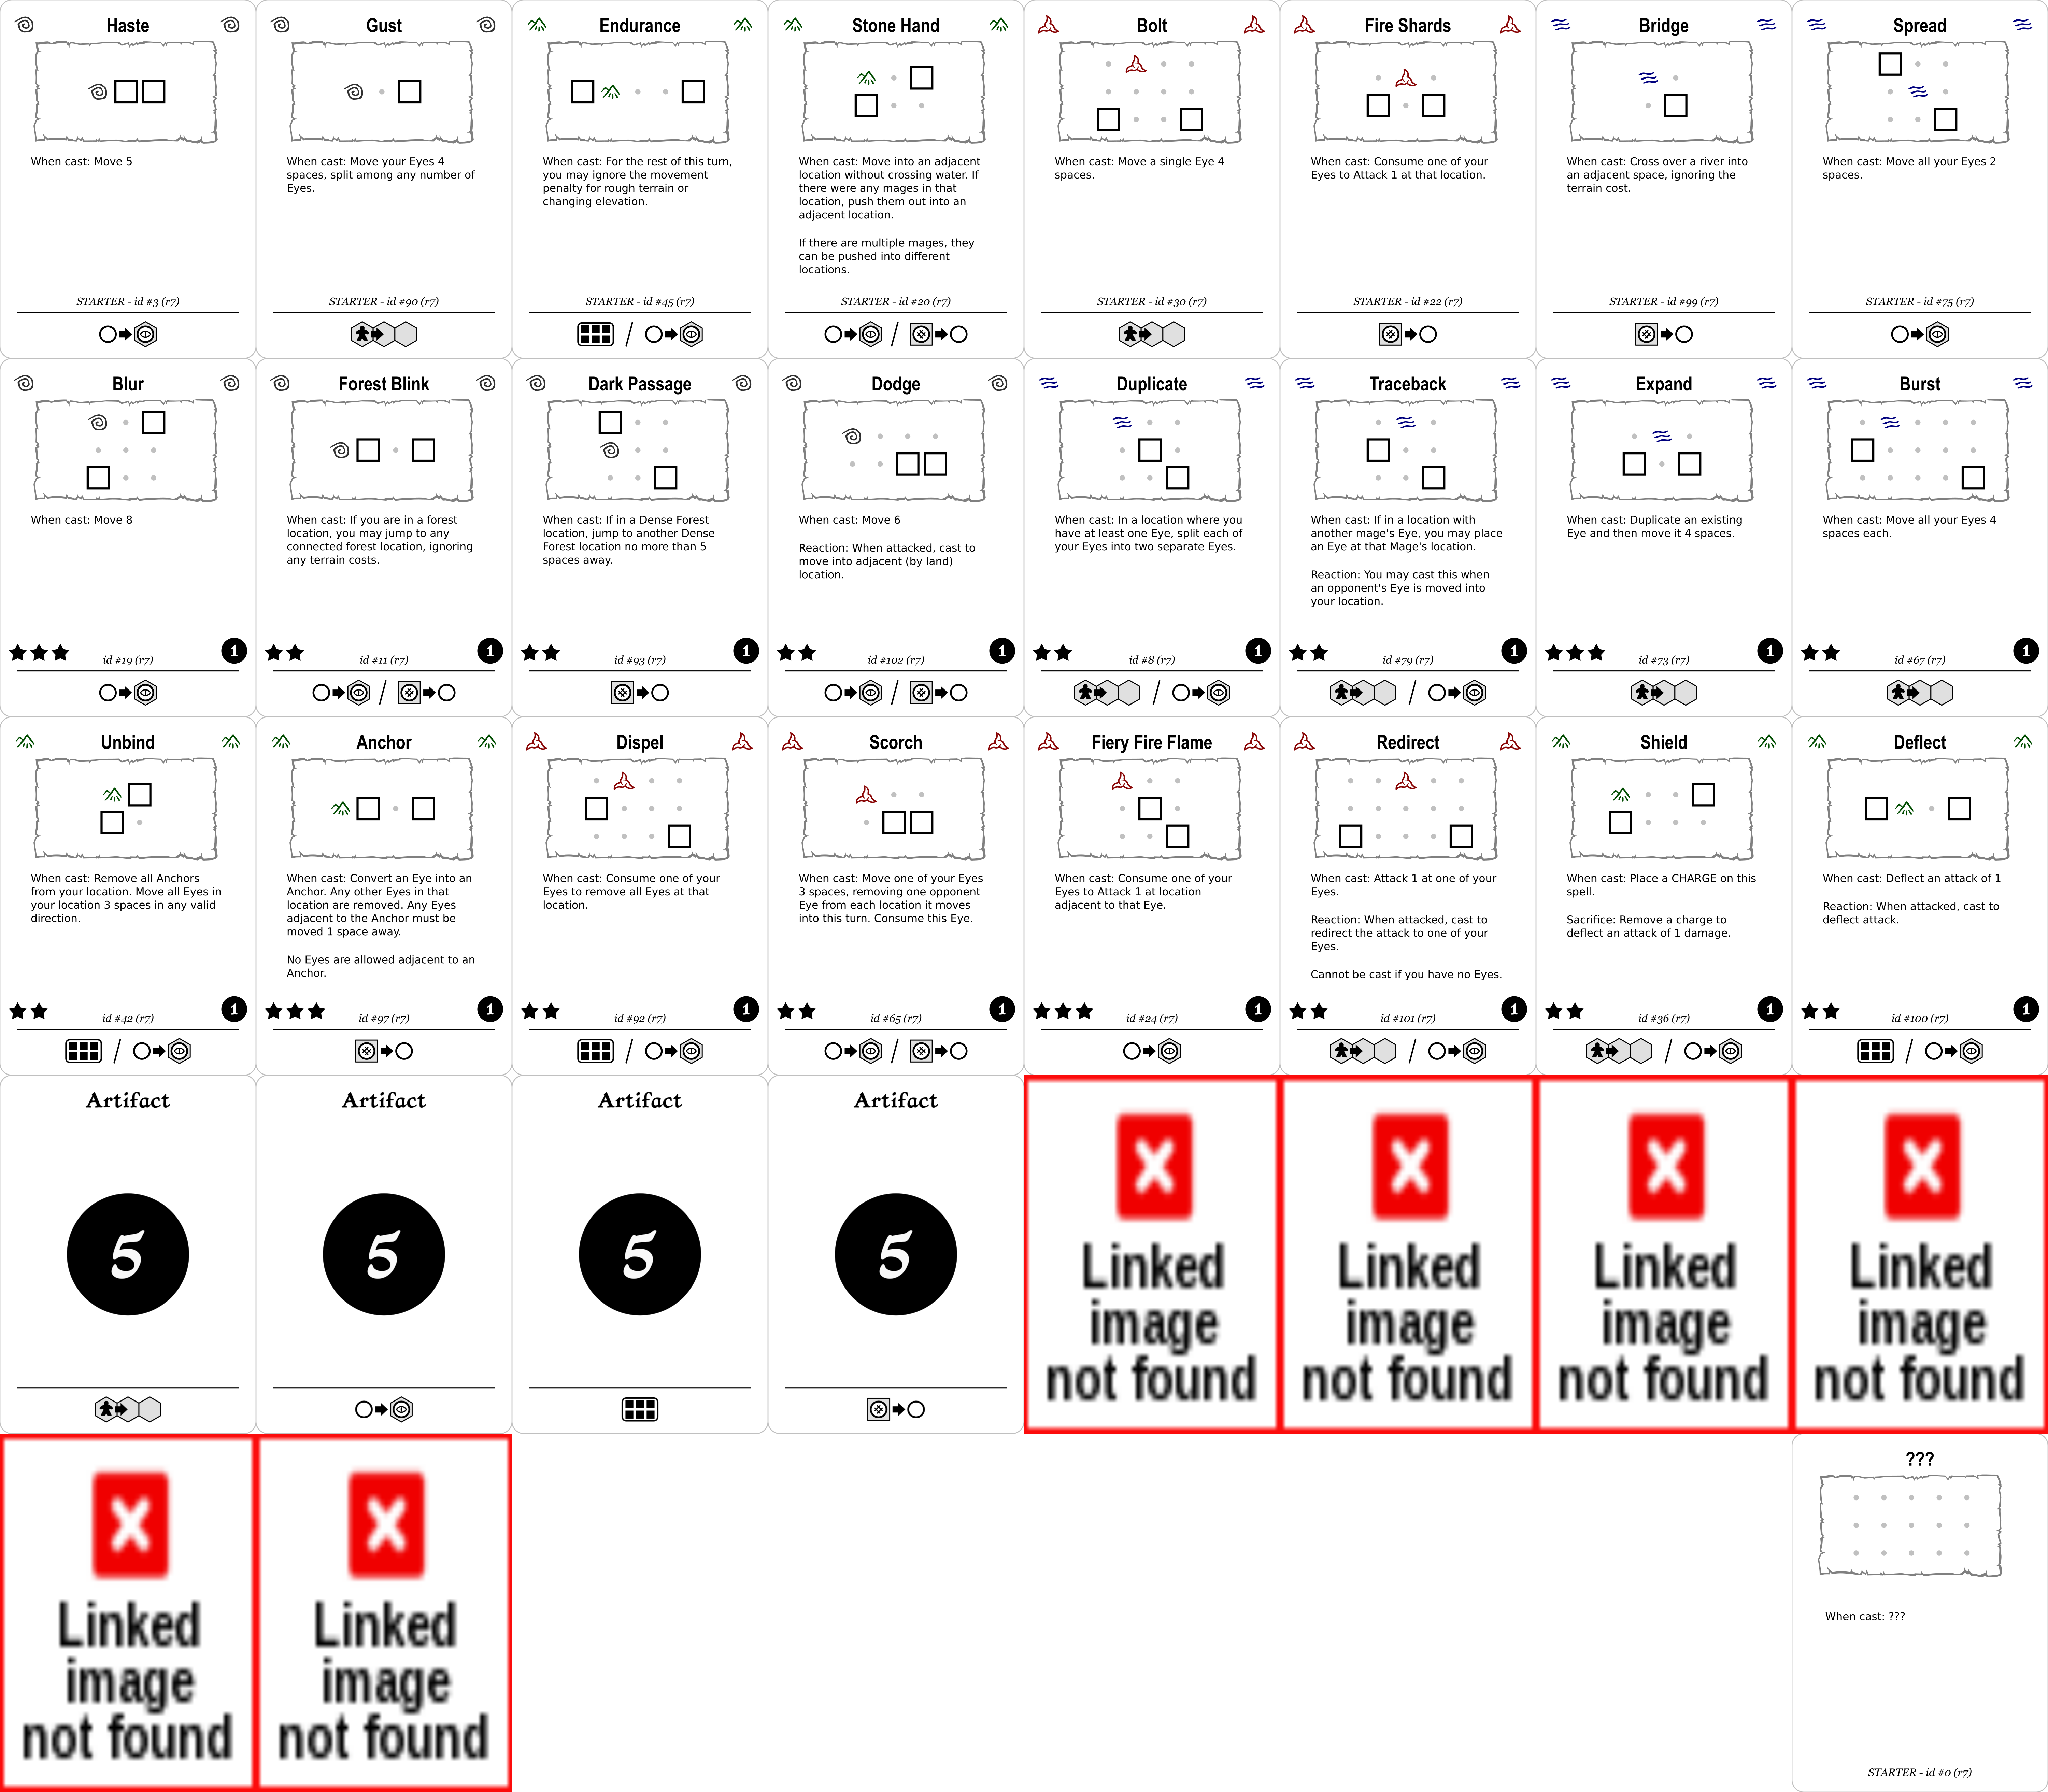 Haste
When cast: Move 5
STARTER - id #3 (r7)
Gust
When cast: Move your Eyes 4
spaces, split among any number of
Eyes.
STARTER - id #90 (r7)
Endurance
When cast: For the rest of this turn,
you may ignore the movement
penalty for rough terrain or
changing elevation.
STARTER - id #45 (r7)
Stone Hand
When cast: Move into an adjacent
location without crossing water. If
there were any mages in that
location, push them out into an
adjacent location.
If there are multiple mages, they
can be pushed into different
locations.
STARTER - id #20 (r7)
Bolt
When cast: Move a single Eye 4
spaces.
STARTER - id #30 (r7)
Fire Shards
When cast: Consume one of your
Eyes to Attack 1 at that location.
STARTER - id #22 (r7)
Bridge
When cast: Cross over a river into
an adjacent space, ignoring the
terrain cost.
STARTER - id #99 (r7)
Spread
When cast: Move all your Eyes 2
spaces.
STARTER - id #75 (r7)
Blur
When cast: Move 8
id #19 (r7)
1
Forest Blink
When cast: If you are in a forest
location, you may jump to any
connected forest location, ignoring
any terrain costs.
id #11 (r7)
1
Dark Passage
When cast: If in a Dense Forest
location, jump to another Dense
Forest location no more than 5
spaces away.
id #93 (r7)
1
Dodge
When cast: Move 6
Reaction: When attacked, cast to
move into adjacent (by land)
location.
id #102 (r7)
1
Duplicate
When cast: In a location where you
have at least one Eye, split each of
your Eyes into two separate Eyes.
id #8 (r7)
1
Traceback
When cast: If in a location with
another mage's Eye, you may place
an Eye at that Mage's location.
Reaction: You may cast this when
an opponent's Eye is moved into
your location.
id #79 (r7)
1
Expand
When cast: Duplicate an existing
Eye and then move it 4 spaces.
id #73 (r7)
1
Burst
When cast: Move all your Eyes 4
spaces each.
id #67 (r7)
1
Unbind
When cast: Remove all Anchors
from your location. Move all Eyes in
your location 3 spaces in any valid
direction.
id #42 (r7)
1
Anchor
When cast: Convert an Eye into an
Anchor. Any other Eyes in that
location are removed. Any Eyes
adjacent to the Anchor must be
moved 1 space away.
No Eyes are allowed adjacent to an
Anchor.
id #97 (r7)
1
Dispel
When cast: Consume one of your
Eyes to remove all Eyes at that
location.
id #92 (r7)
1
Scorch
When cast: Move one of your Eyes
3 spaces, removing one opponent
Eye from each location it moves
into this turn. Consume this Eye.
id #65 (r7)
1
Fiery Fire Flame
When cast: Consume one of your
Eyes to Attack 1 at location
adjacent to that Eye.
id #24 (r7)
1
Redirect
When cast: Attack 1 at one of your
Eyes.
Reaction: When attacked, cast to
redirect the attack to one of your
Eyes.
Cannot be cast if you have no Eyes.
id #101 (r7)
1
Shield
When cast: Place a CHARGE on this
spell.
Sacrifice: Remove a charge to
deflect an attack of 1 damage.
id #36 (r7)
1
Deflect
When cast: Deflect an attack of 1
Reaction: When attacked, cast to
deflect attack.
id #100 (r7)
1
Artifact
5
Artifact
5
Artifact
5
Artifact
5
Linked
image
not found
Linked
image
not found
Linked
image
not found
Linked
image
not found
Linked
image
not found
Linked
image
not found
???
When cast: ???
STARTER - id #0 (r7)